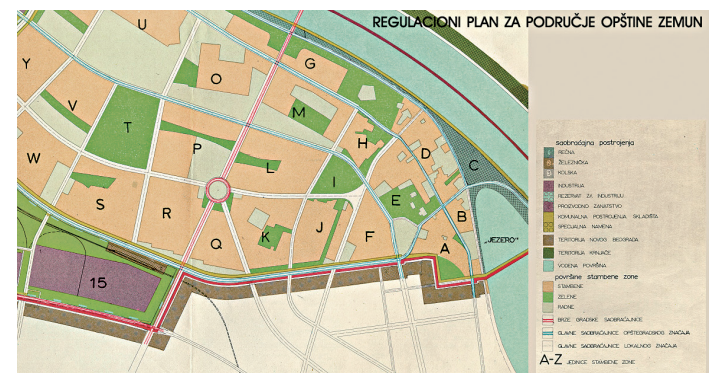 REGULACIONI PLAN ZA PODRUČJE OPŠTINE ZEMUN
U
Y
G
O
V
M
T
H
P
D
W
L
C
I
S
E
R
J
B
K
F
Q
A
„JEZERO"
15
saobraćajna postrojenja
REČNA
ŽELEZNIČKA
KOLSKA
INDUSTRIJA
REZERVAT ZA INDUSTRIJU
PROIZVODNO ZANATSTVO
KOMUNALNA POSTROJENJA SKLADIŠTA
SPECIJALNA NAMENA
TERITORIJA NOVOG BEOGRADA
TERITORIJA KRNJAČE
VODENA POVRŠINA
površine stambene zone
STAMBENE
ZELENE
RADNE
BRZE GRADSKE SAOBRAĆAJNICE
GLAVNE SAOBRAĆAJNICE OPŠTEGRADSKOG ZNAČAJA
GLAVNE SAOBRAĆAJNICE LOKALNOG ZNAČAJA
A-Z JEDINICE STAMBENE ZONE